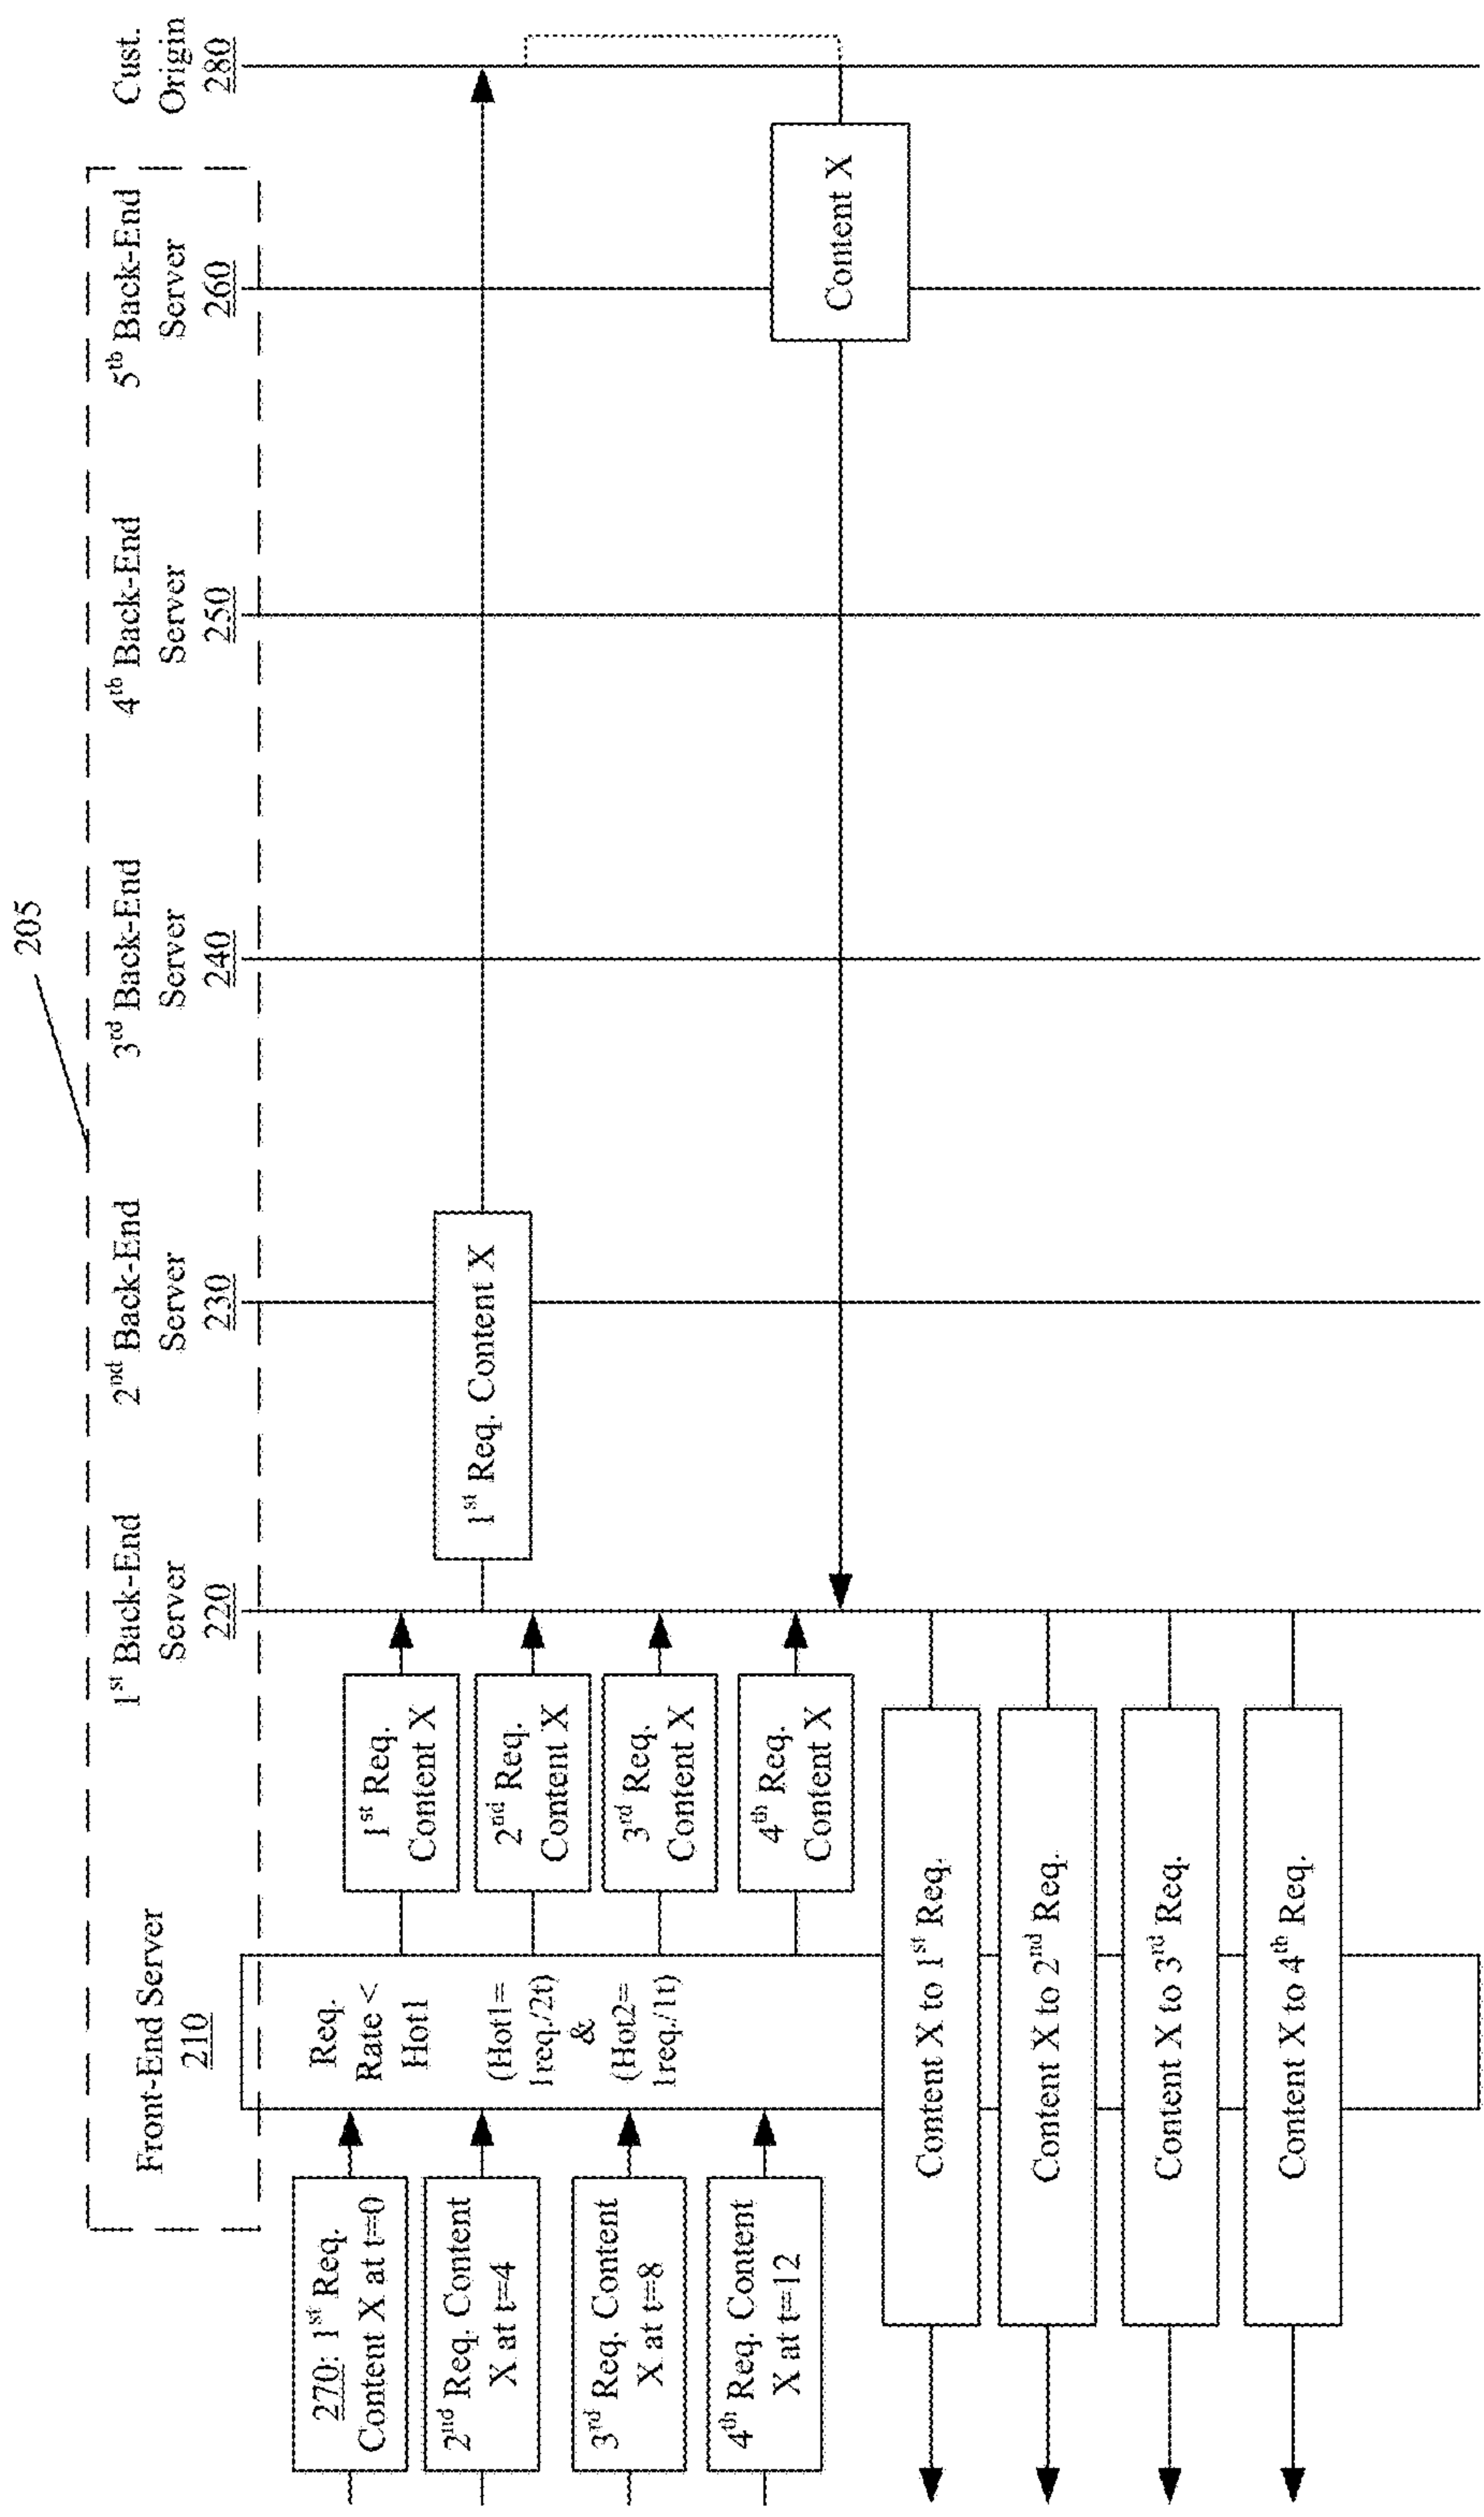 205
Front-End Server
210
1st Back-End
Server
220
2nd Back-End
Server
230
3rd Back-End
Server
240
4th Back-End
Server
250
5th Back-End
Server
260
Cust.
Origin
280
270: 1st Req.
Content X at t=0
2nd Req. Content
X at t=4
3rd Req. Content
X at t=8
4th Req. Content
X at t=12
Req.
Rate <
Hot1
(Hot1=
1req./2t)
&
(Hot2=
1req./1t)
1st Req.
Content X
2nd Req.
Content X
3rd Req.
Content X
4th Req.
Content X
1st Req. Content X
Content X
Content X to 1st Req.
Content X to 2nd Req.
Content X to 3rd Req.
Content X to 4th Req.